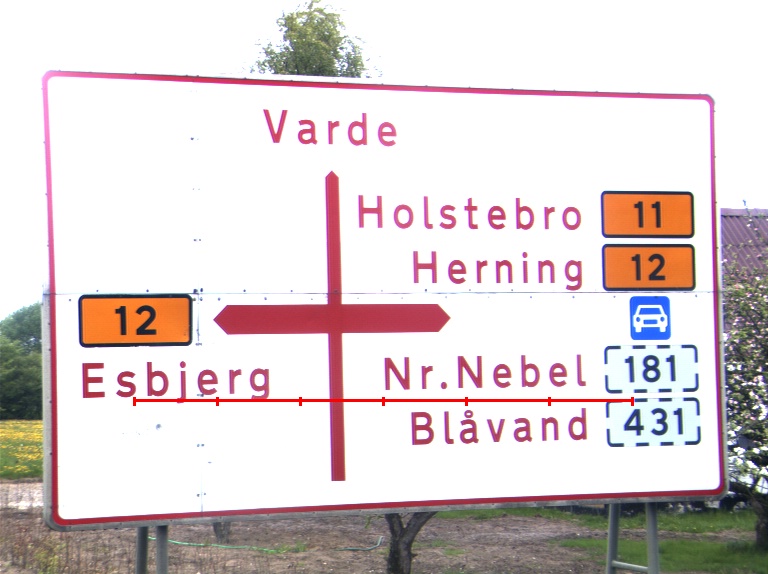 Varde
Holstebro 11
Herning 12
12
Esbjerg
Nr.Nebel 181
Blåvand 431